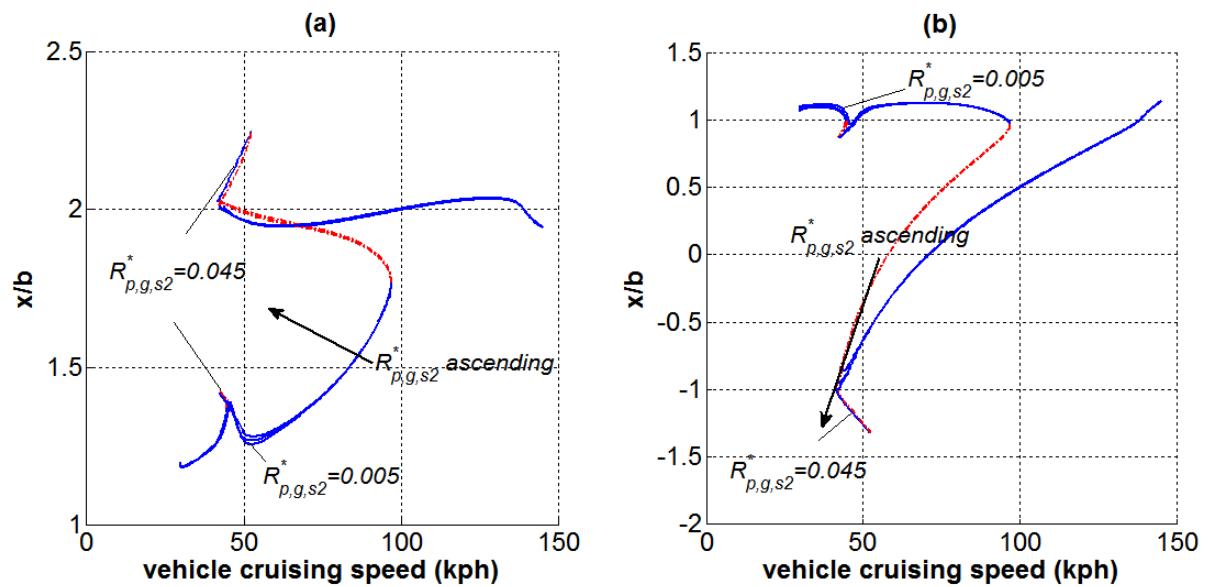 (a)
2.5
2
1.5
1
x/b
0
50
100
150
vehicle cruising speed (kph)
R*p,g,s2=0.045
R*p,g,s2 ascending
R*p,g,s2=0.005
(b)
1.5
1
0.5
0
-0.5
-1
-1.5
-2
x/b
0
50
100
150
vehicle cruising speed (kph)
R*p,g,s2=0.005
R*p,g,s2 ascending
R*p,g,s2=0.045